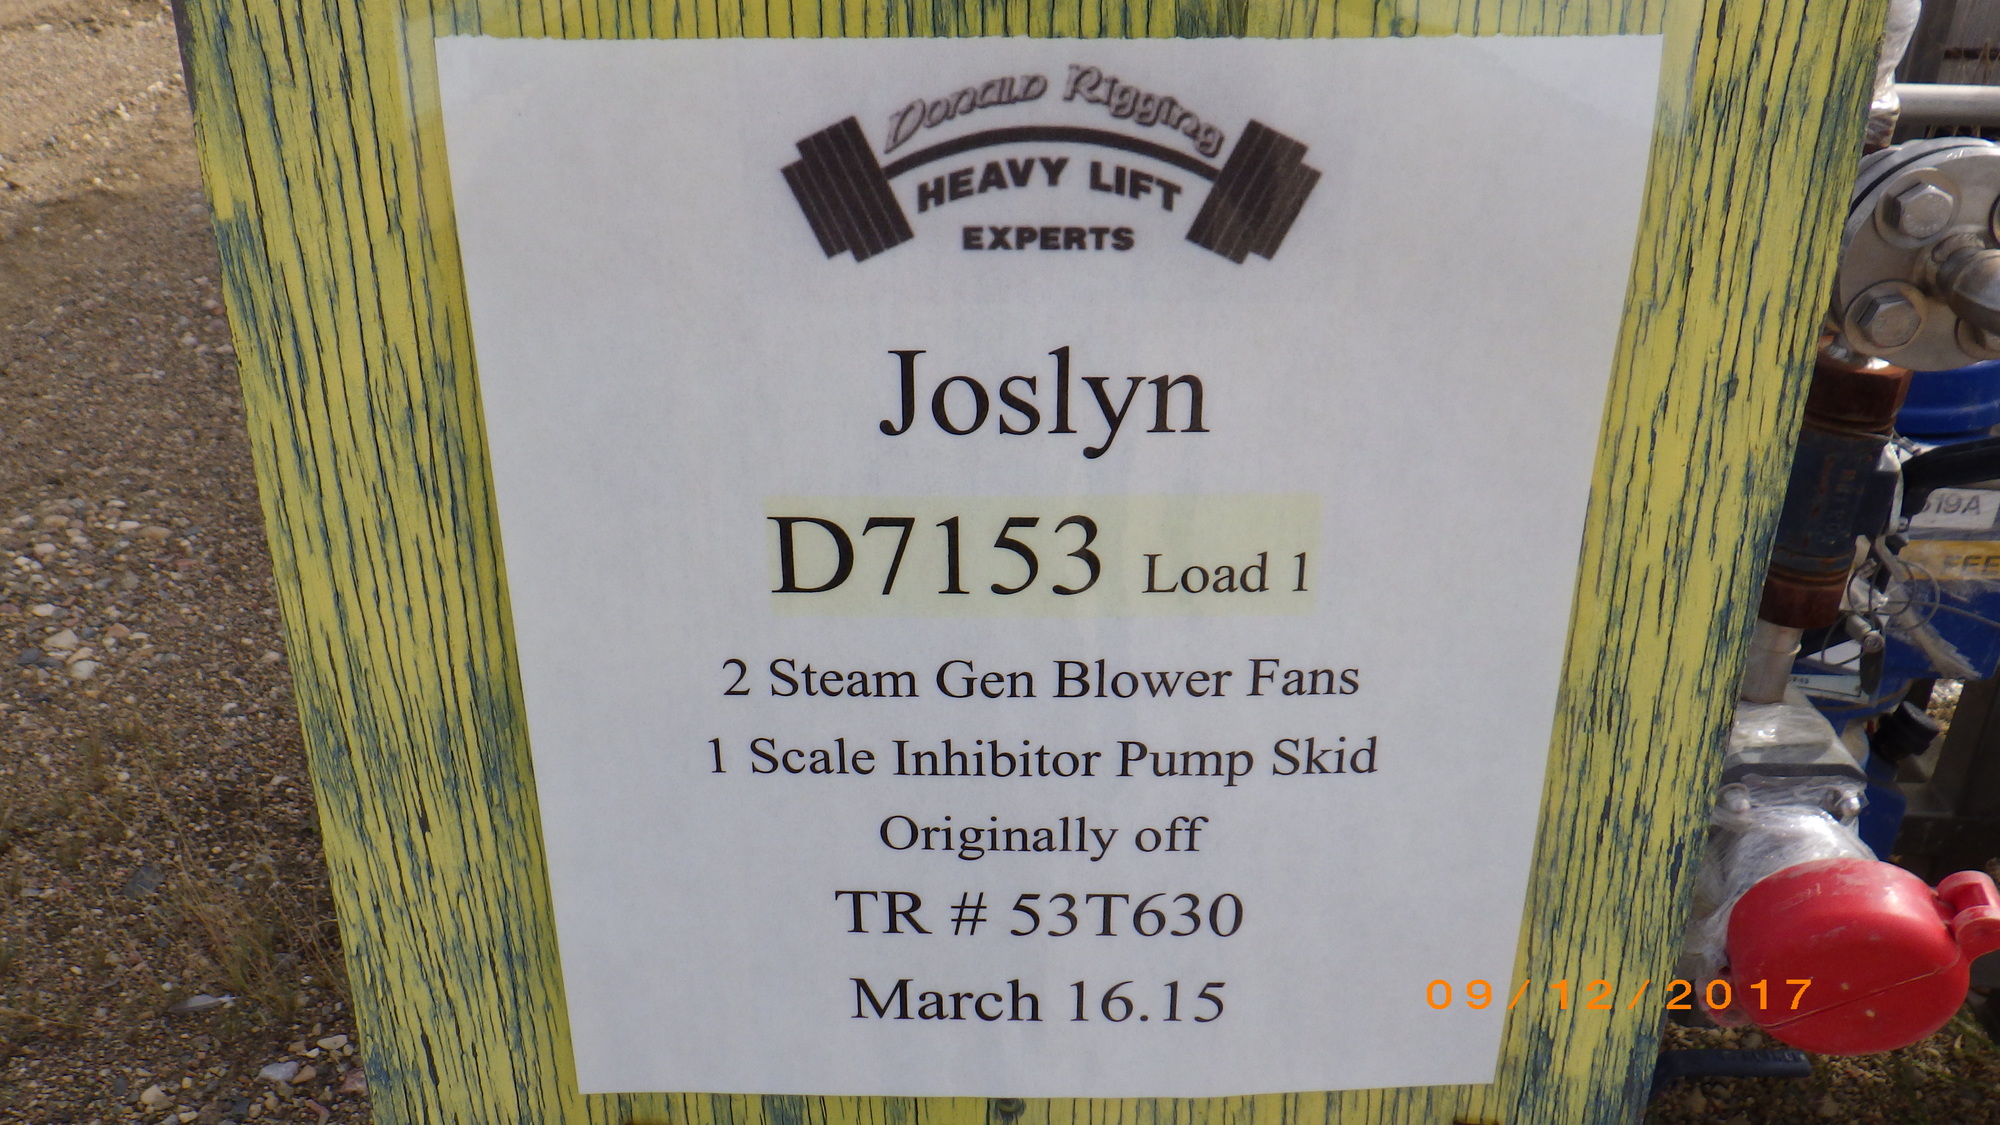 Donald Rigging
HEAVY LIFT
EXPERTS
Joslyn
D7153 Load 1
2 Steam Gen Blower Fans
1 Scale Inhibitor Pump Skid
Originally off
TR # 53T630
March 16.15
09/12/2017
619A